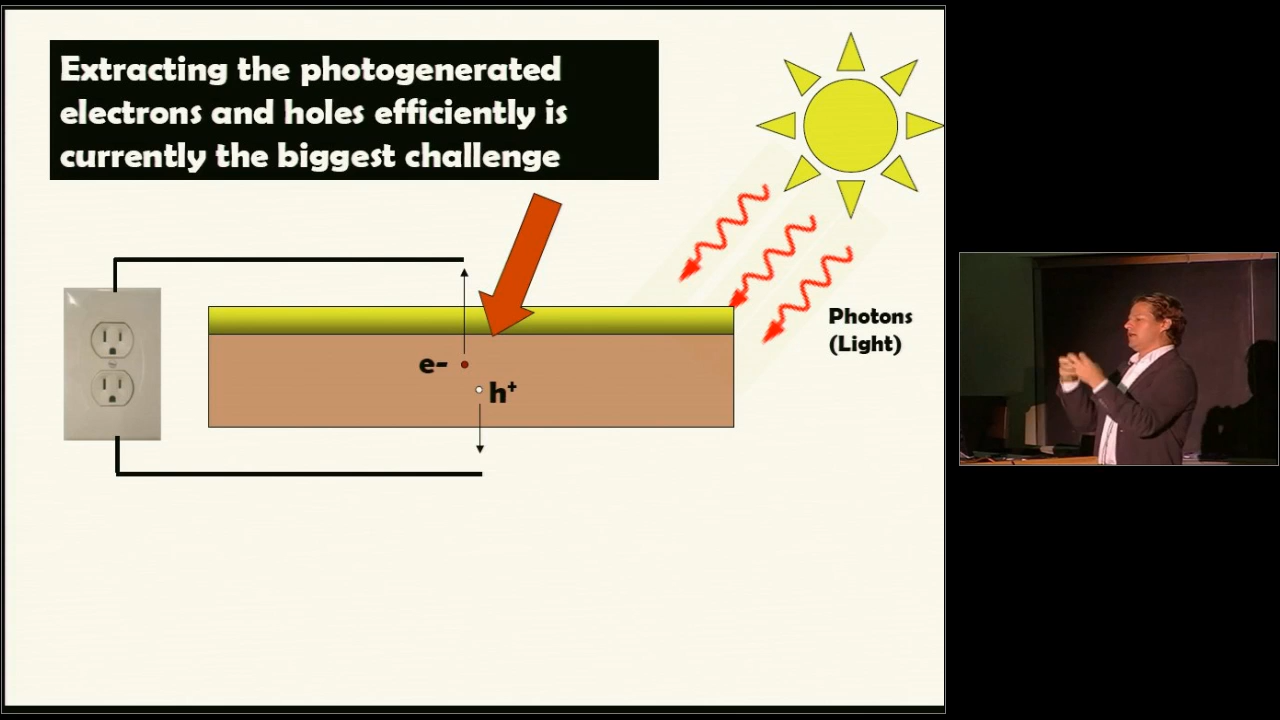 Extracting the photogenerated
electrons and holes efficiently is
currently the biggest challenge
Photons
(Light)
e-
h⁺